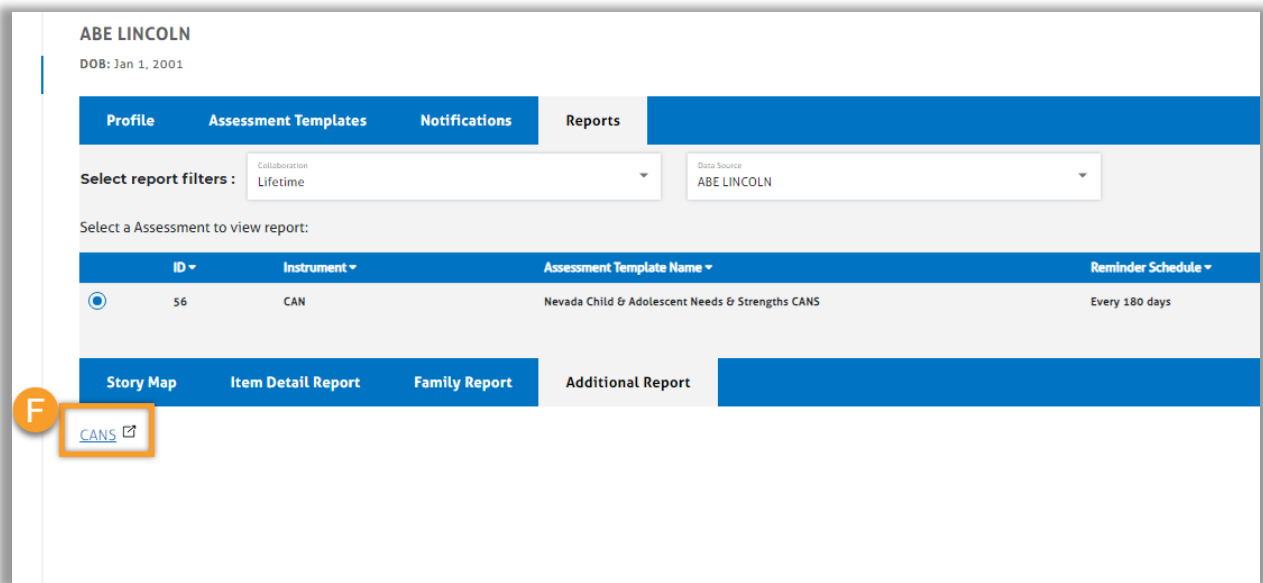 ABE LINCOLN
DOB: Jan 1, 2001
Profile Assessment Templates Notifications Reports
Select report filters : Collaboration Lifetime Data Source ABE LINCOLN
Select a Assessment to view report:
ID Instrument Assessment Template Name Reminder Schedule
56 CAN Nevada Child & Adolescent Needs & Strengths CANS Every 180 days
Story Map Item Detail Report Family Report Additional Report
F
CANS